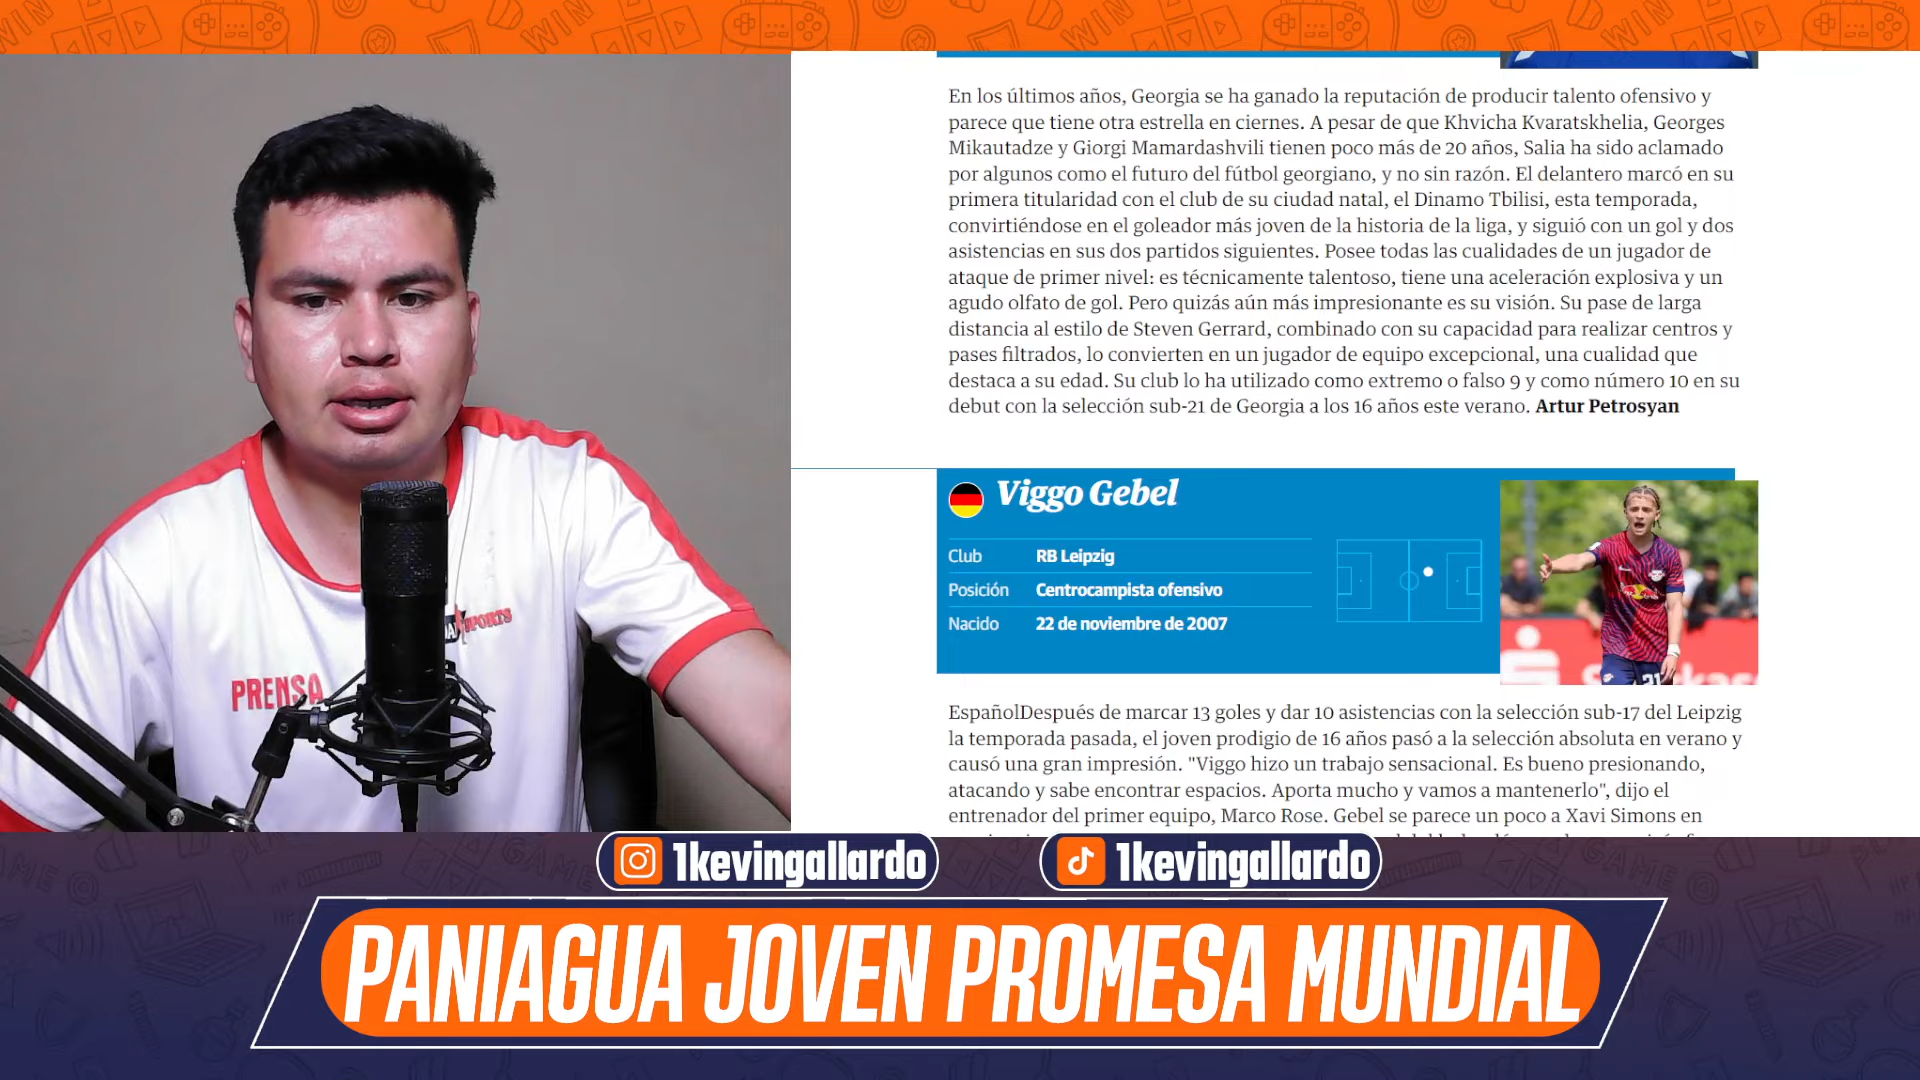 En los últimos años, Georgia se ha ganado la reputación de producir talento ofensivo y
parece que tiene otra estrella en ciernes. A pesar de que Khvicha Kvaratskhelia, Georges
Mikautadze y Giorgi Mamardashvili tienen poco más de 20 años, Salia ha sido aclamado
por algunos como el futuro del fútbol georgiano, y no sin razón. El delantero marcó en su
primera titularidad con el club de su ciudad natal, el Dinamo Tbilisi, esta temporada,
convirtiéndose en el goleador más joven de la historia de la liga, y siguió con un gol y dos
asistencias en sus dos partidos siguientes. Posee todas las cualidades de un jugador de
ataque de primer nivel: es técnicamente talentoso, tiene una aceleración explosiva y un
agudo olfato de gol. Pero quizás aún más impresionante es su visión. Su pase de larga
distancia al estilo de Steven Gerrard, combinado con su capacidad para realizar centros y
pases filtrados, lo convierten en un jugador de equipo excepcional, una cualidad que
destaca a su edad. Su club lo ha utilizado como extremo o falso 9 y como número 10 en su
debut con la selección sub-21 de Georgia a los 16 años este verano. Artur Petrosyan
Viggo Gebel
Club RB Leipzig
Posición Centrocampista ofensivo
Nacido 22 de noviembre de 2007
EspañolDespués de marcar 13 goles y dar 10 asistencias con la selección sub-17 del Leipzig
la temporada pasada, el joven prodigio de 16 años pasó a la selección absoluta en verano y
causó una gran impresión. "Viggo hizo un trabajo sensacional. Es bueno presionando,
atacando y sabe encontrar espacios. Aporta mucho y vamos a mantenerlo", dijo el
entrenador del primer equipo, Marco Rose. Gebel se parece un poco a Xavi Simons en
PRENSA
SPORTS
1kevingallardo
1kevingallardo
PANIAGUA JOVEN PROMESA MUNDIAL
WIN
WIN
WIN
GAME